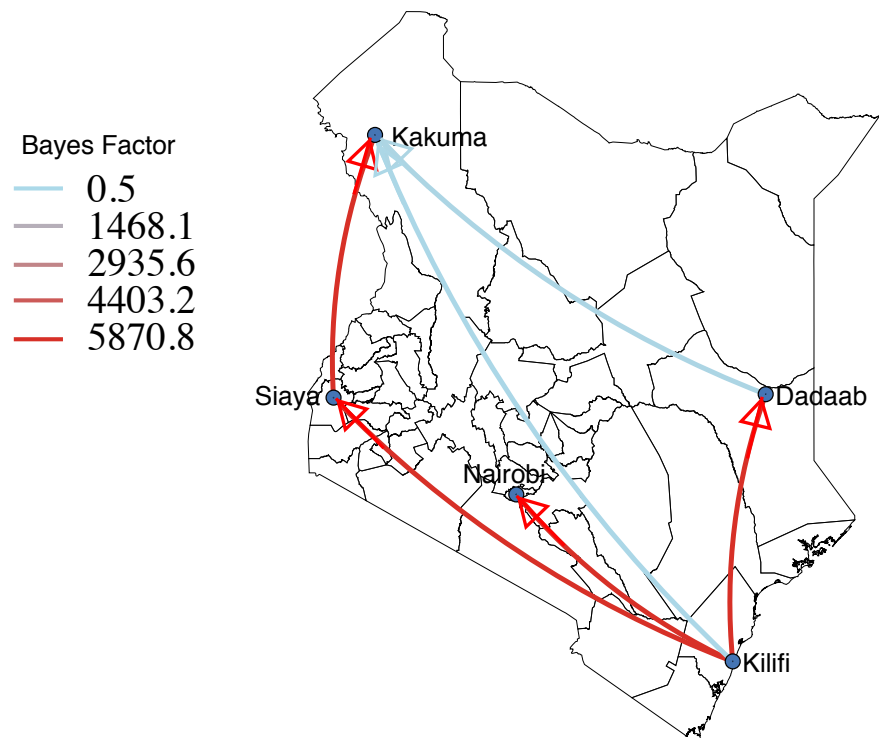 Bayes Factor
0.5
1468.1
2935.6
4403.2
5870.8
Kakuma
Siaya
Dadaab
Nairobi
Kilifi